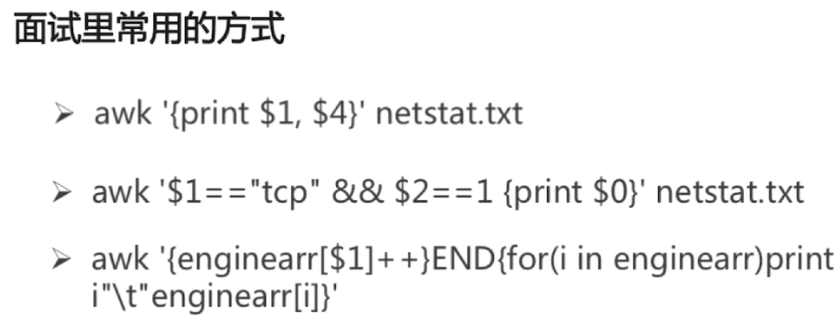 面试里常用的方式
➢ awk '{print $1, $4}' netstat.txt
➢ awk '$1=="tcp" && $2==1 {print $0}' netstat.txt
➢ awk '{enginearr[$1]++}END{for(i in enginearr)print
i"\t"enginearr[i]}'